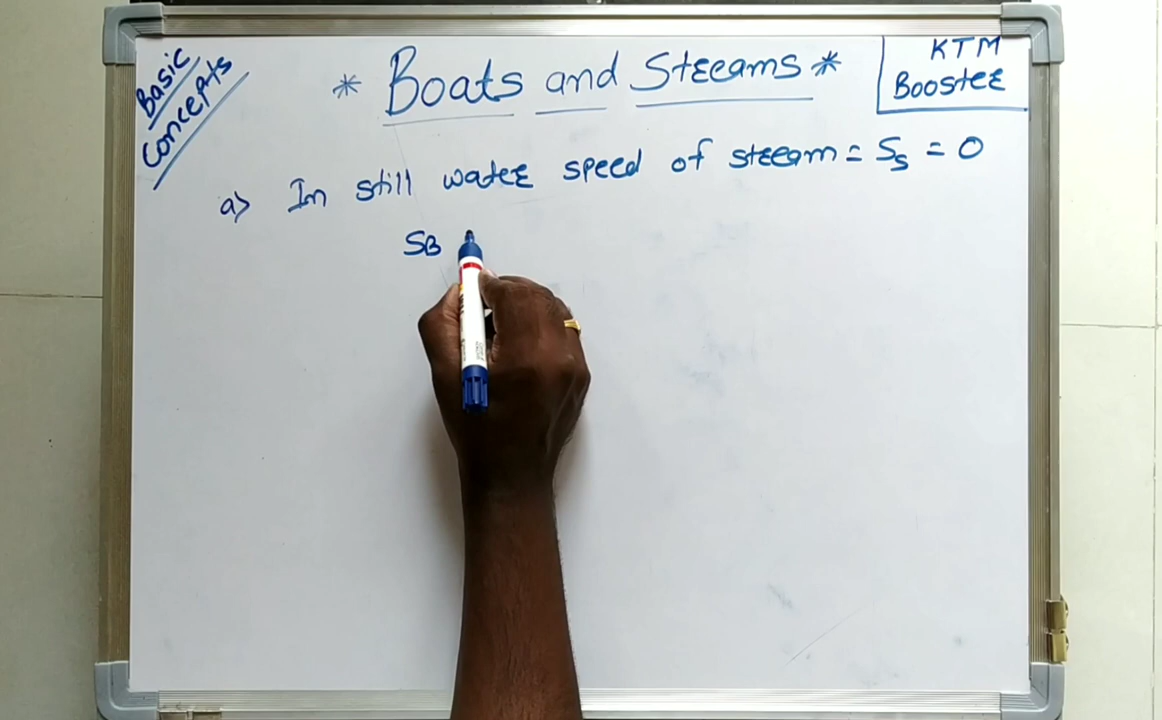 Basic
Concepts
* Boats and Streams *
KTM
Booster
a) In still water speed of stream = Ss = 0
SB